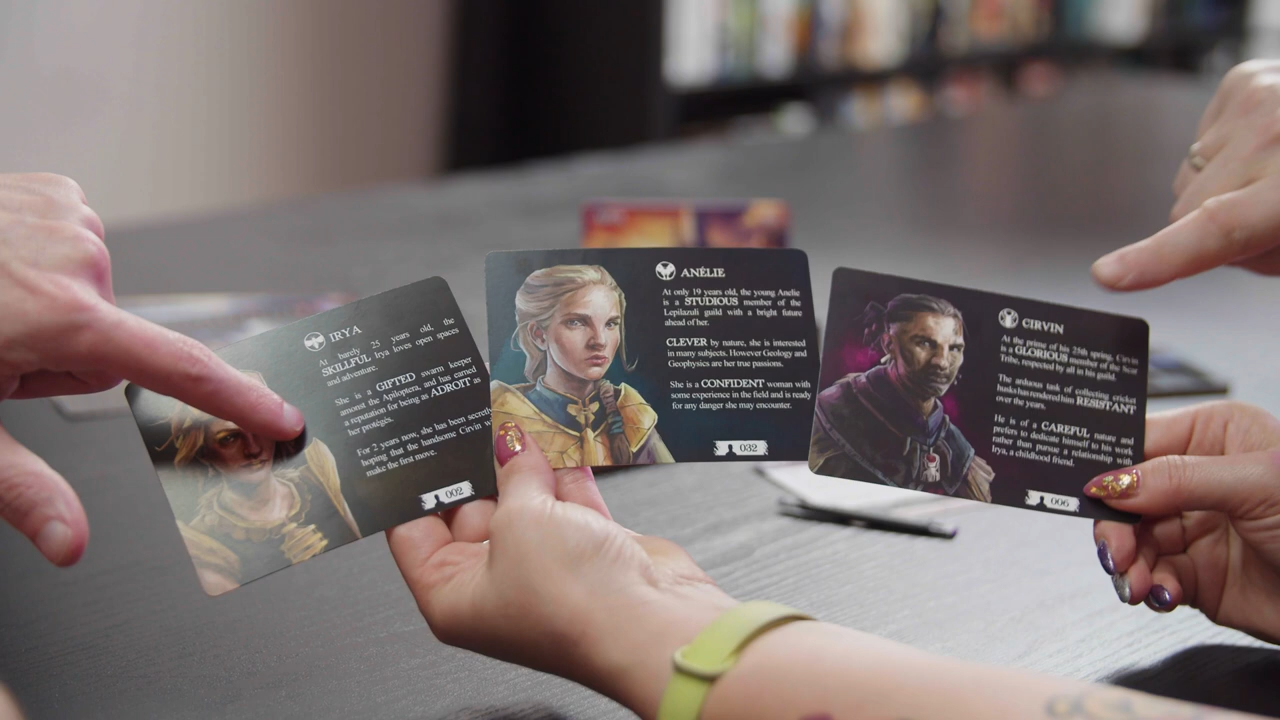 IRYA
At barely 25 years old, the
SKILLFUL Irya loves open spaces
and adventure.
She is a GIFTED swarm keeper
amongst the Apiloptera, and has earned
a reputation for being as ADROIT as
her protégés.
For 2 years now, she has been secretly
hoping that the handsome Cirvin
make the first move.
002
ANÉLIE
At only 19 years old, the young Anelie
is a STUDIOUS member of the
Lepilazuli guild with a bright future
ahead of her.
CLEVER by nature, she is interested
in many subjects. However Geology and
Geophysics are her true passions.
She is a CONFIDENT woman with
some experience in the field and is ready
for any danger she may encounter.
032
CIRVIN
At the prime of his 25th spring, Cirvin
is a GLORIOUS member of the Scar
Tribe, respected by all in his guild.
The arduous task of collecting cricket
husks has rendered him RESISTANT
over the years.
He is of a CAREFUL nature and
prefers to dedicate himself to his work
rather than pursue a relationship with
Irya, a childhood friend.
006